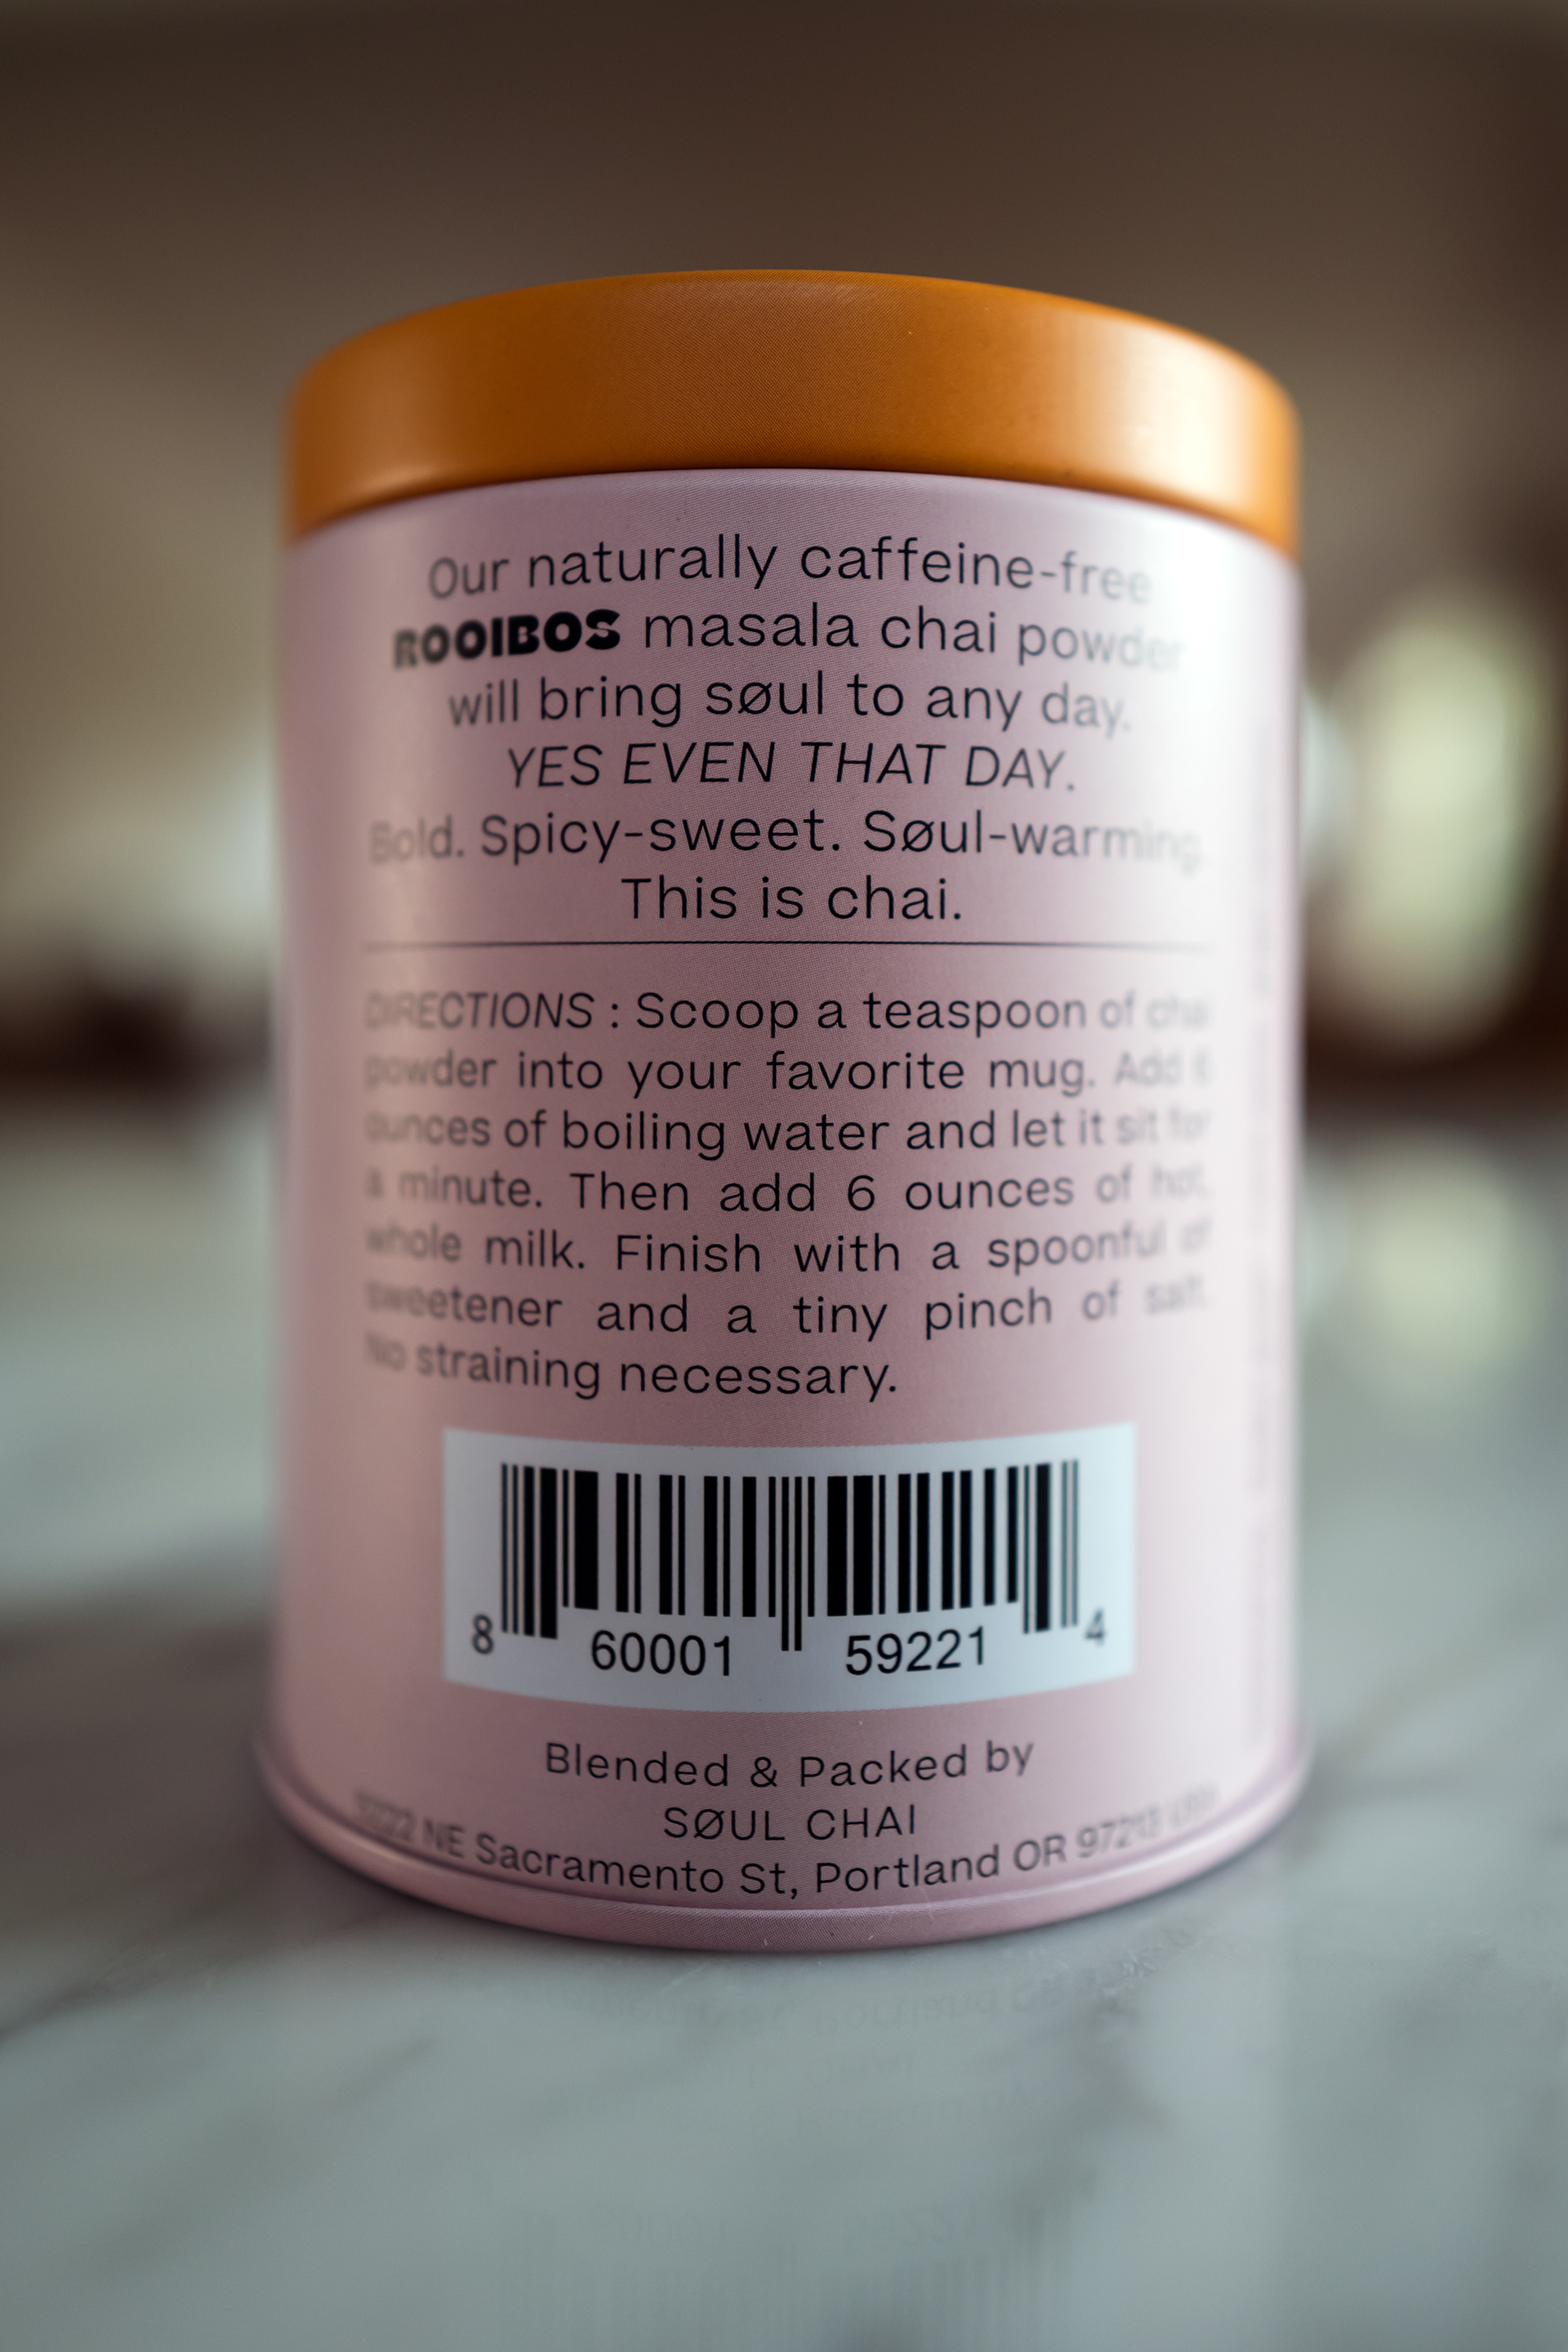 Our naturally caffeine-free
ROOIBOS masala chai powder
will bring søul to any day.
YES EVEN THAT DAY.
Bold. Spicy-sweet. Søul-warming.
This is chai.
DIRECTIONS : Scoop a teaspoon of chai
powder into your favorite mug. Add 6
ounces of boiling water and let it sit for
a minute. Then add 6 ounces of hot,
whole milk. Finish with a spoonful of
sweetener and a tiny pinch of salt.
No straining necessary.
8 60001 59221 4
Blended & Packed by
SØUL CHAI
NE Sacramento St, Portland OR 97213